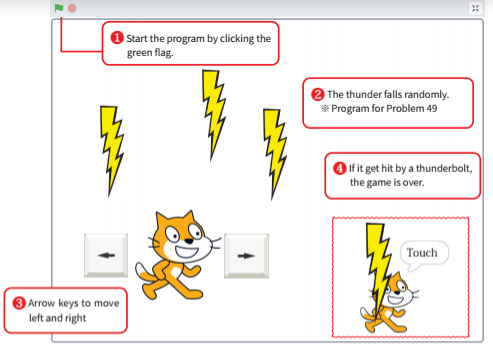 ❶ Start the program by clicking the
green flag.
❷ The thunder falls randomly.
※ Program for Problem 49
❹ If it get hit by a thunderbolt,
the game is over.
Touch
❸ Arrow keys to move
left and right